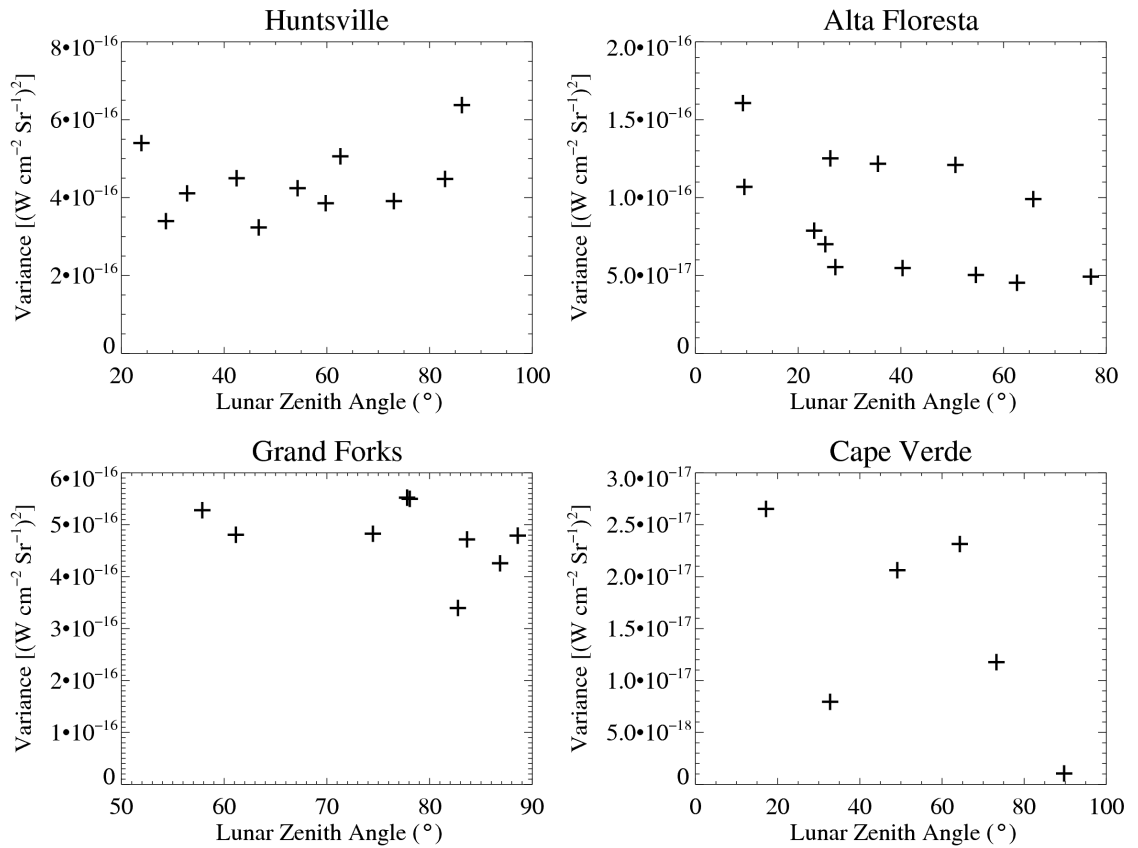 Huntsville
8•10⁻¹⁶
6•10⁻¹⁶
4•10⁻¹⁶
2•10⁻¹⁶
0
Variance [(W cm⁻² Sr⁻¹)²]
20 40 60 80 100
Lunar Zenith Angle (°)
Alta Floresta
2.0•10⁻¹⁶
1.5•10⁻¹⁶
1.0•10⁻¹⁶
5.0•10⁻¹⁷
0
Variance [(W cm⁻² Sr⁻¹)²]
0 20 40 60 80
Lunar Zenith Angle (°)
Grand Forks
6•10⁻¹⁶
5•10⁻¹⁶
4•10⁻¹⁶
3•10⁻¹⁶
2•10⁻¹⁶
1•10⁻¹⁶
0
Variance [(W cm⁻² Sr⁻¹)²]
50 60 70 80 90
Lunar Zenith Angle (°)
Cape Verde
3.0•10⁻¹⁷
2.5•10⁻¹⁷
2.0•10⁻¹⁷
1.5•10⁻¹⁷
1.0•10⁻¹⁷
5.0•10⁻¹⁸
0
Variance [(W cm⁻² Sr⁻¹)²]
0 20 40 60 80 100
Lunar Zenith Angle (°)